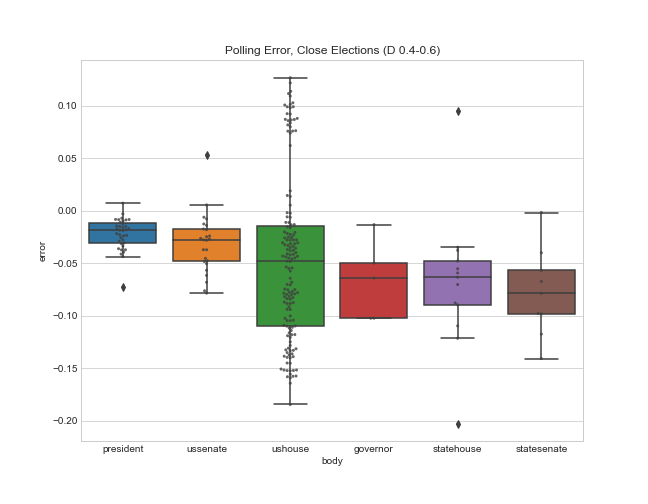 Polling Error, Close Elections (D 0.4-0.6)
0.10
0.05
0.00
−0.05
−0.10
−0.15
−0.20
error
president ussenate ushouse governor statehouse statesenate
body